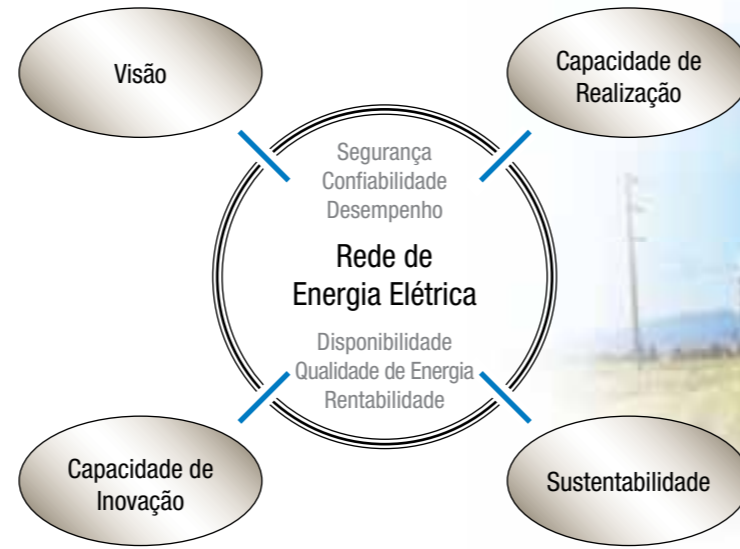 Visão
Capacidade de
Realização
Segurança
Confiabilidade
Desempenho
Rede de
Energia Elétrica
Disponibilidade
Qualidade de Energia
Rentabilidade
Capacidade de
Inovação
Sustentabilidade